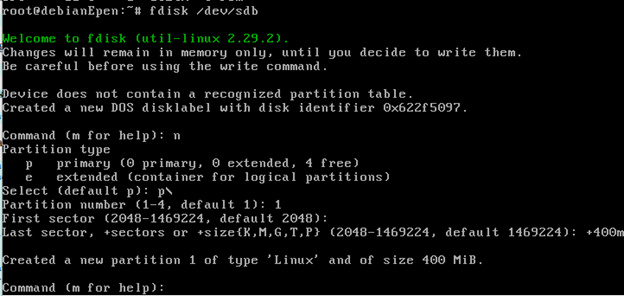 root@debianEpen:~# fdisk /dev/sdb
Welcome to fdisk (util-linux 2.29.2).
Changes will remain in memory only, until you decide to write them.
Be careful before using the write command.
Device does not contain a recognized partition table.
Created a new DOS disklabel with disk identifier 0x622f5097.
Command (m for help): n
Partition type
p primary (0 primary, 0 extended, 4 free)
e extended (container for logical partitions)
Select (default p): p\
Partition number (1-4, default 1): 1
First sector (2048-1469224, default 2048):
Last sector, +sectors or +size{K,M,G,T,P} (2048-1469224, default 1469224): +400m
Created a new partition 1 of type 'Linux' and of size 400 MiB.
Command (m for help):